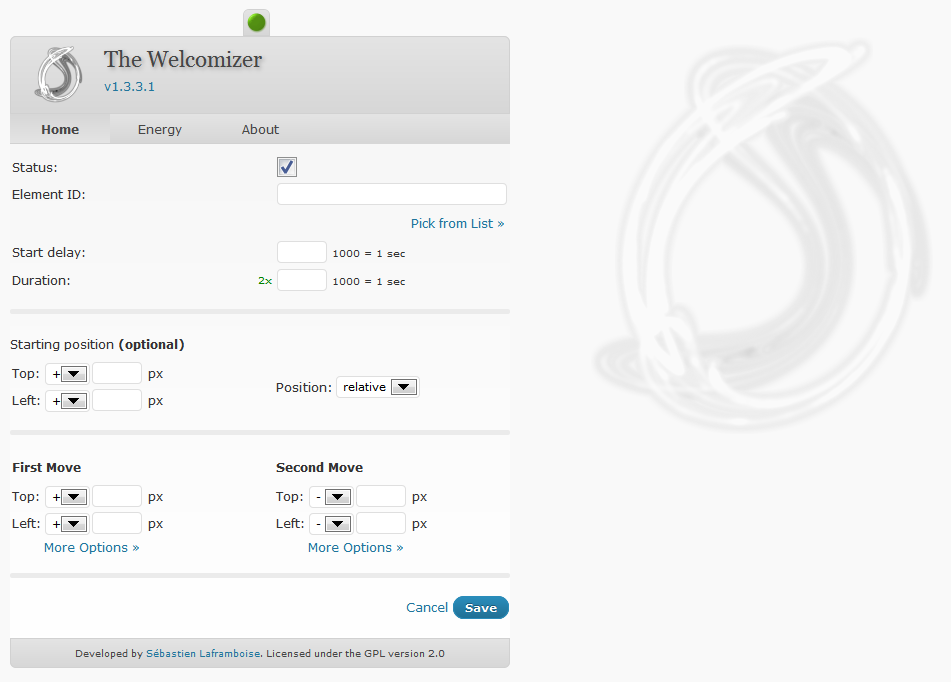 The Welcomizer
v1.3.3.1
Home Energy About
Status:
Element ID:
Pick from List »
Start delay: 1000 = 1 sec
Duration: 2x 1000 = 1 sec
Starting position (optional)
Top: + px
Left: + px
Position: relative
First Move Second Move
Top: + px Top: - px
Left: + px Left: - px
More Options » More Options »
Cancel Save
Developed by Sébastien Laframboise. Licensed under the GPL version 2.0